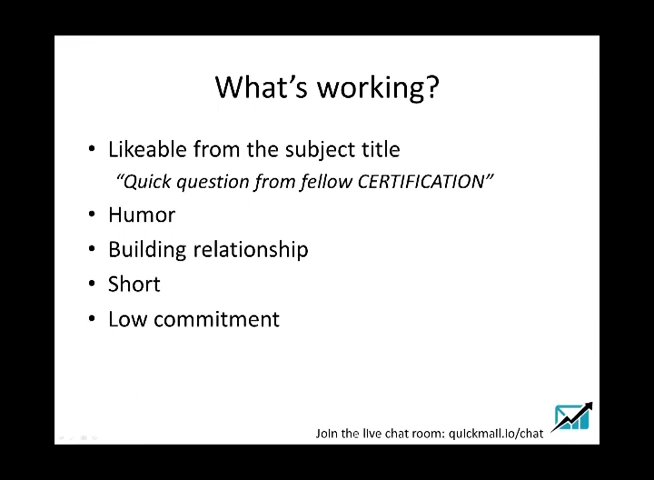 What's working?
• Likeable from the subject title
“Quick question from fellow CERTIFICATION”
• Humor
• Building relationship
• Short
• Low commitment
Join the live chat room: quickmail.io/chat